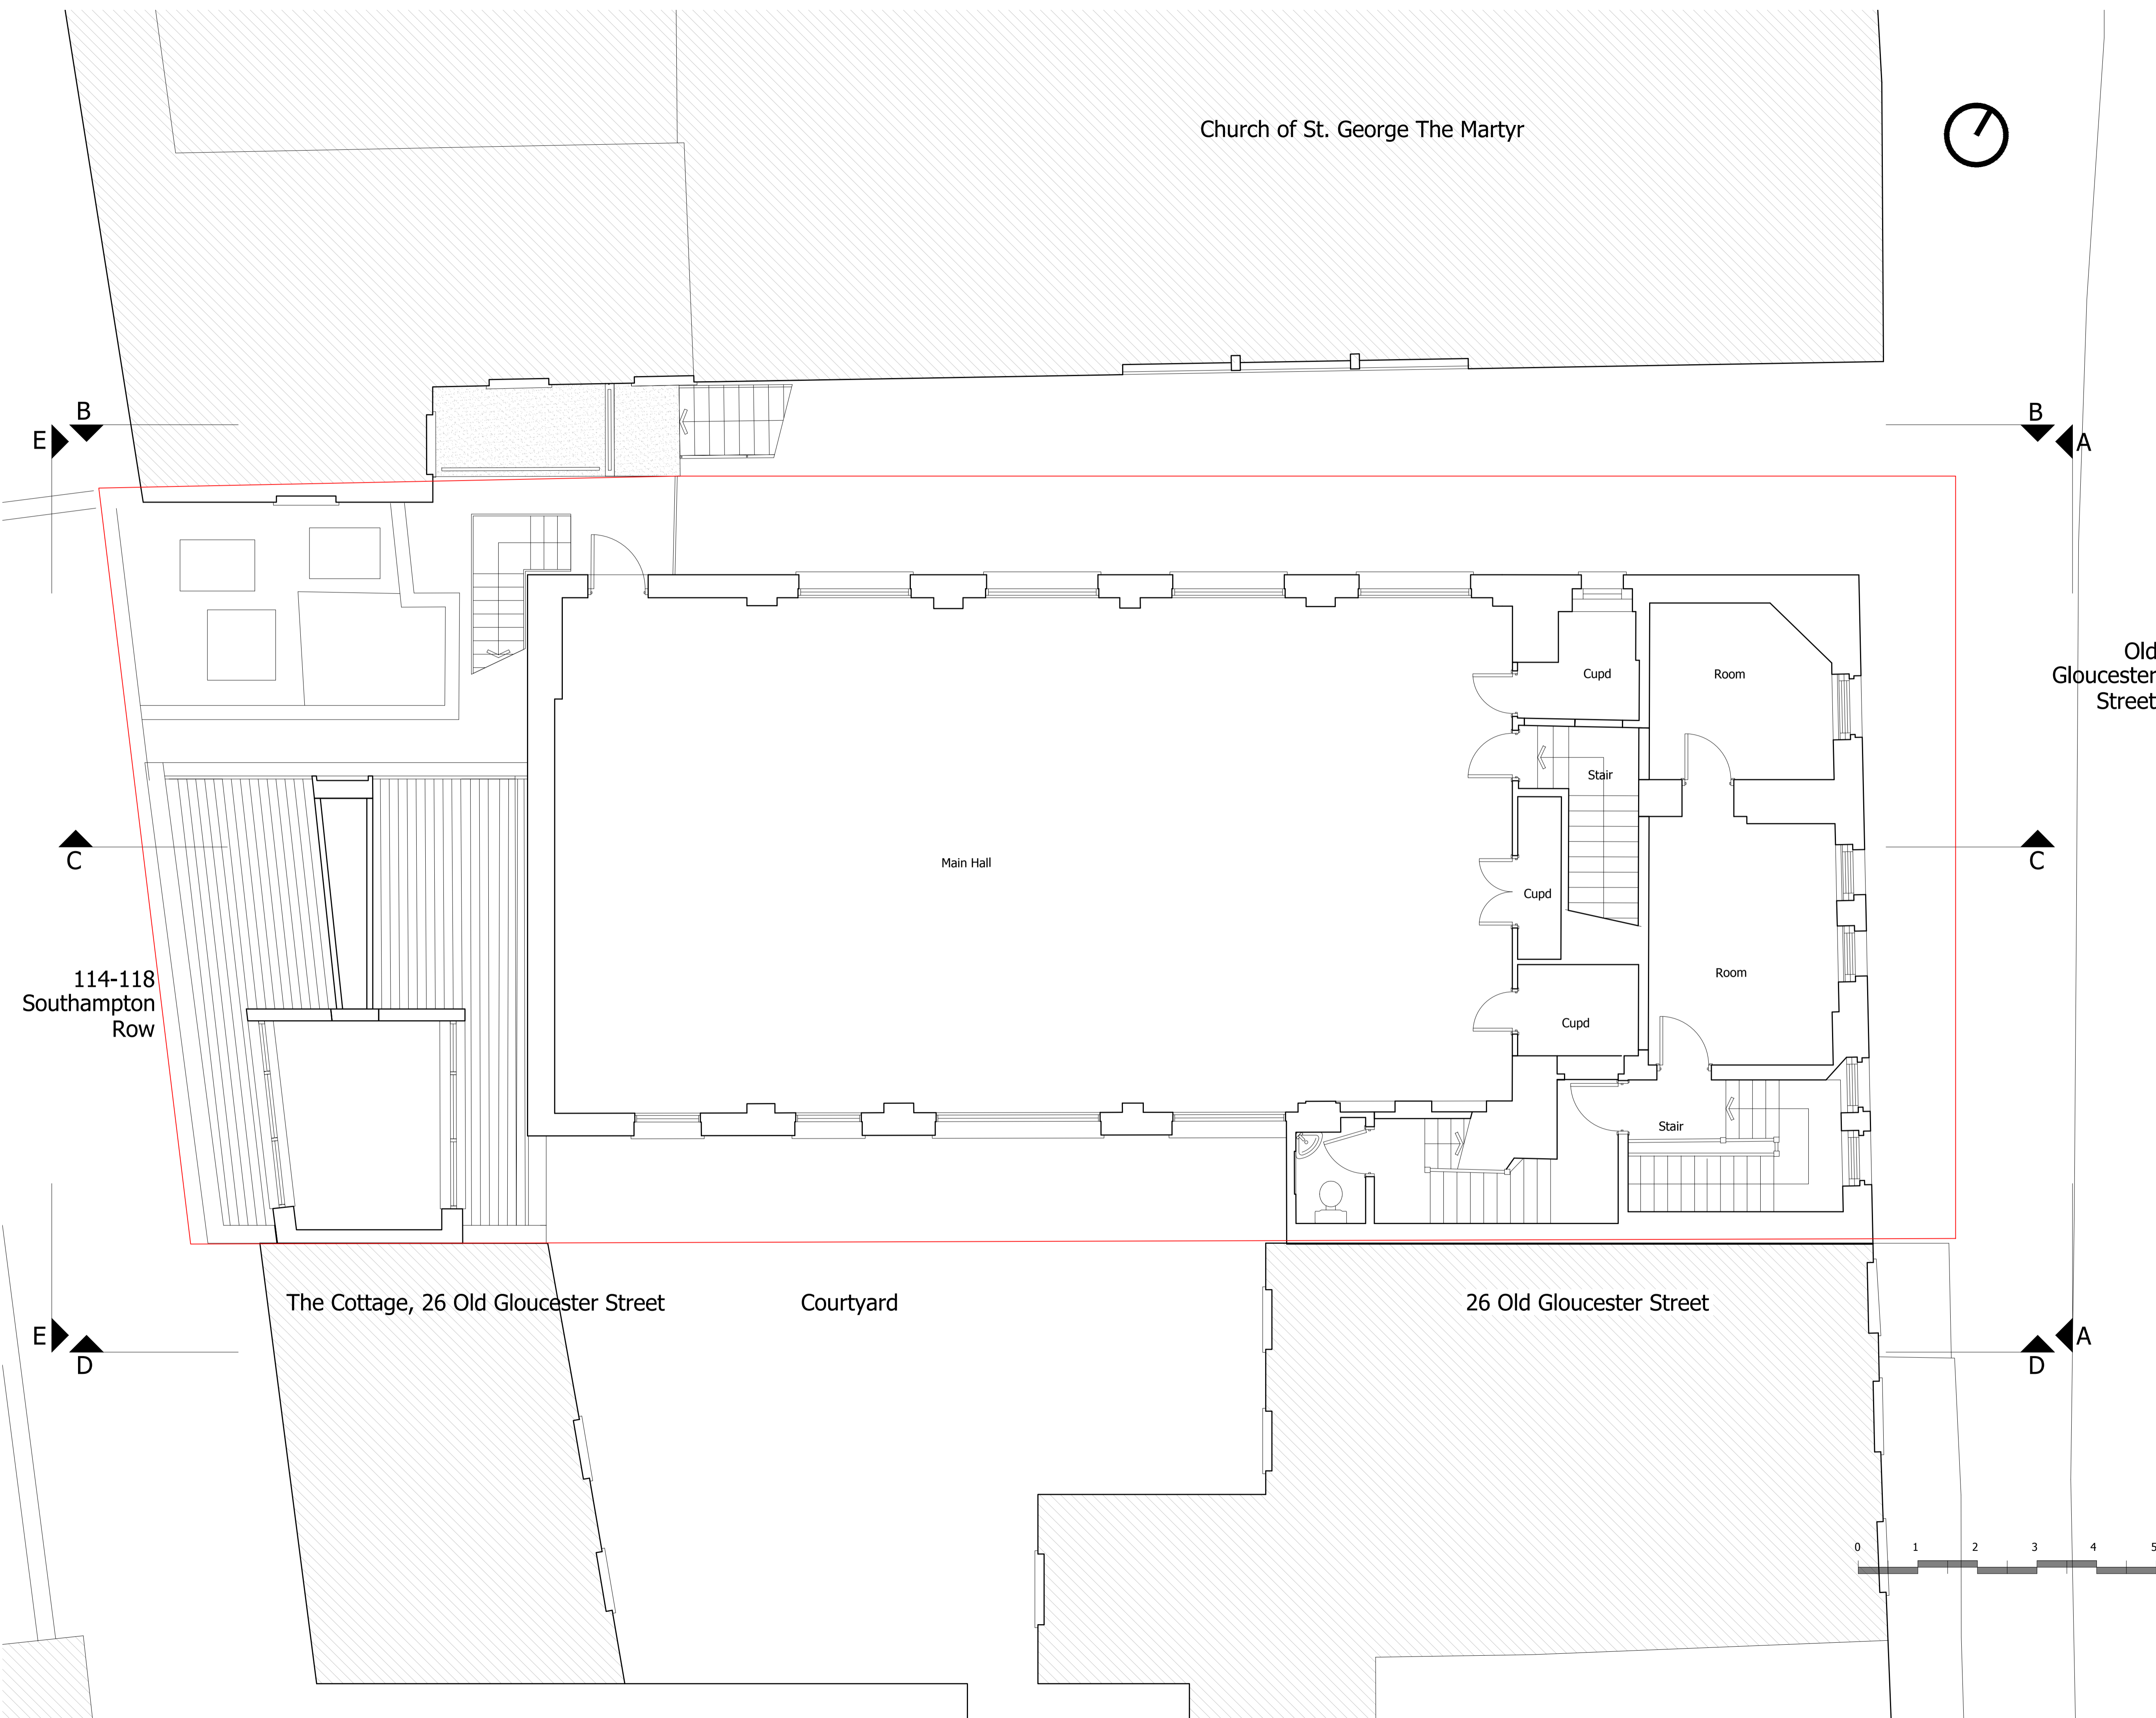 Church of St. George The Martyr
B
B
E
A
Old
Gloucester
Street
Cupd
Room
Stair
Main Hall
C
C
Cupd
114-118
Southampton
Row
Room
Cupd
Stair
The Cottage, 26 Old Gloucester Street
Courtyard
26 Old Gloucester Street
E
A
D
D
0 1 2 3 4 5